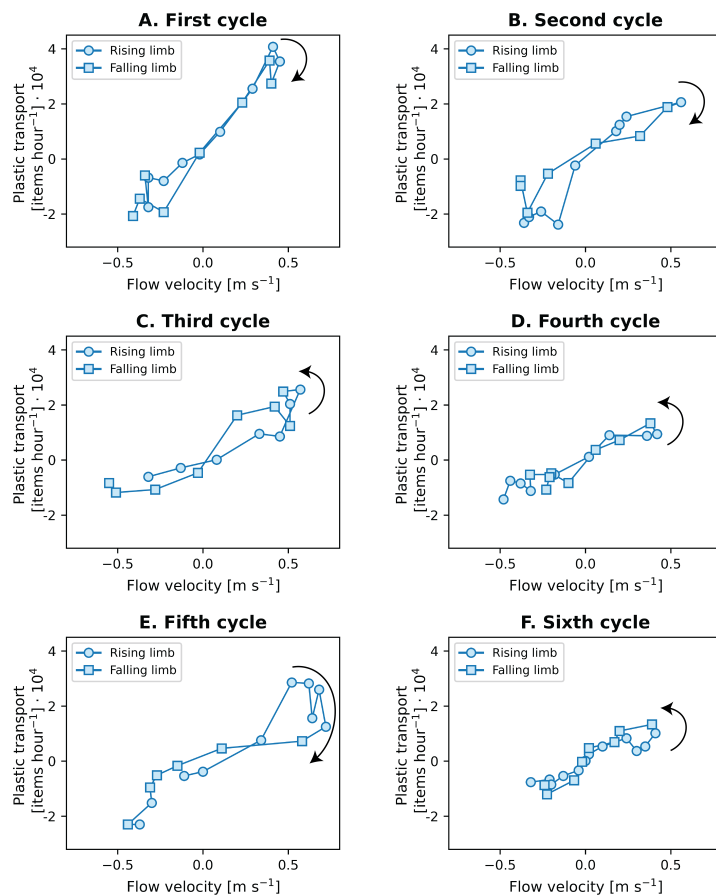 A. First cycle
Rising limb
Falling limb
4
2
0
-2
Plastic transport
[items hour⁻¹] · 10⁴
−0.5
0.0
0.5
Flow velocity [m s⁻¹]
B. Second cycle
Rising limb
Falling limb
4
2
0
-2
Plastic transport
[items hour⁻¹] · 10⁴
−0.5
0.0
0.5
Flow velocity [m s⁻¹]
C. Third cycle
Rising limb
Falling limb
4
2
0
-2
Plastic transport
[items hour⁻¹] · 10⁴
−0.5
0.0
0.5
Flow velocity [m s⁻¹]
D. Fourth cycle
Rising limb
Falling limb
4
2
0
-2
Plastic transport
[items hour⁻¹] · 10⁴
−0.5
0.0
0.5
Flow velocity [m s⁻¹]
E. Fifth cycle
Rising limb
Falling limb
4
2
0
-2
Plastic transport
[items hour⁻¹] · 10⁴
−0.5
0.0
0.5
Flow velocity [m s⁻¹]
F. Sixth cycle
Rising limb
Falling limb
4
2
0
-2
Plastic transport
[items hour⁻¹] · 10⁴
−0.5
0.0
0.5
Flow velocity [m s⁻¹]